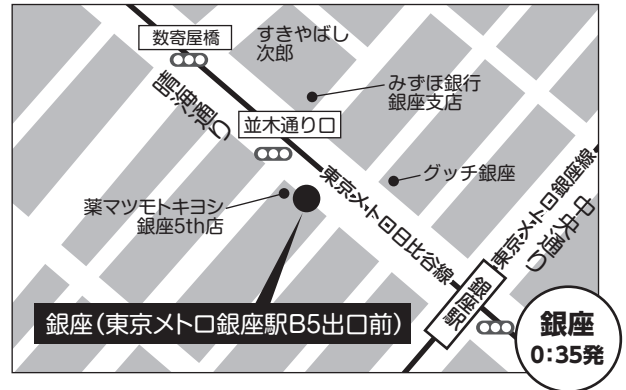 数寄屋橋
すきやばし
次郎
晴海通り
みずほ銀行
銀座支店
並木通り口
グッチ銀座
薬マツモトキヨシ
銀座5th店
東京メトロ日比谷線
東京メトロ銀座線
中央通り
銀座駅
銀座（東京メトロ銀座駅B5出口前）
銀座
0:35発